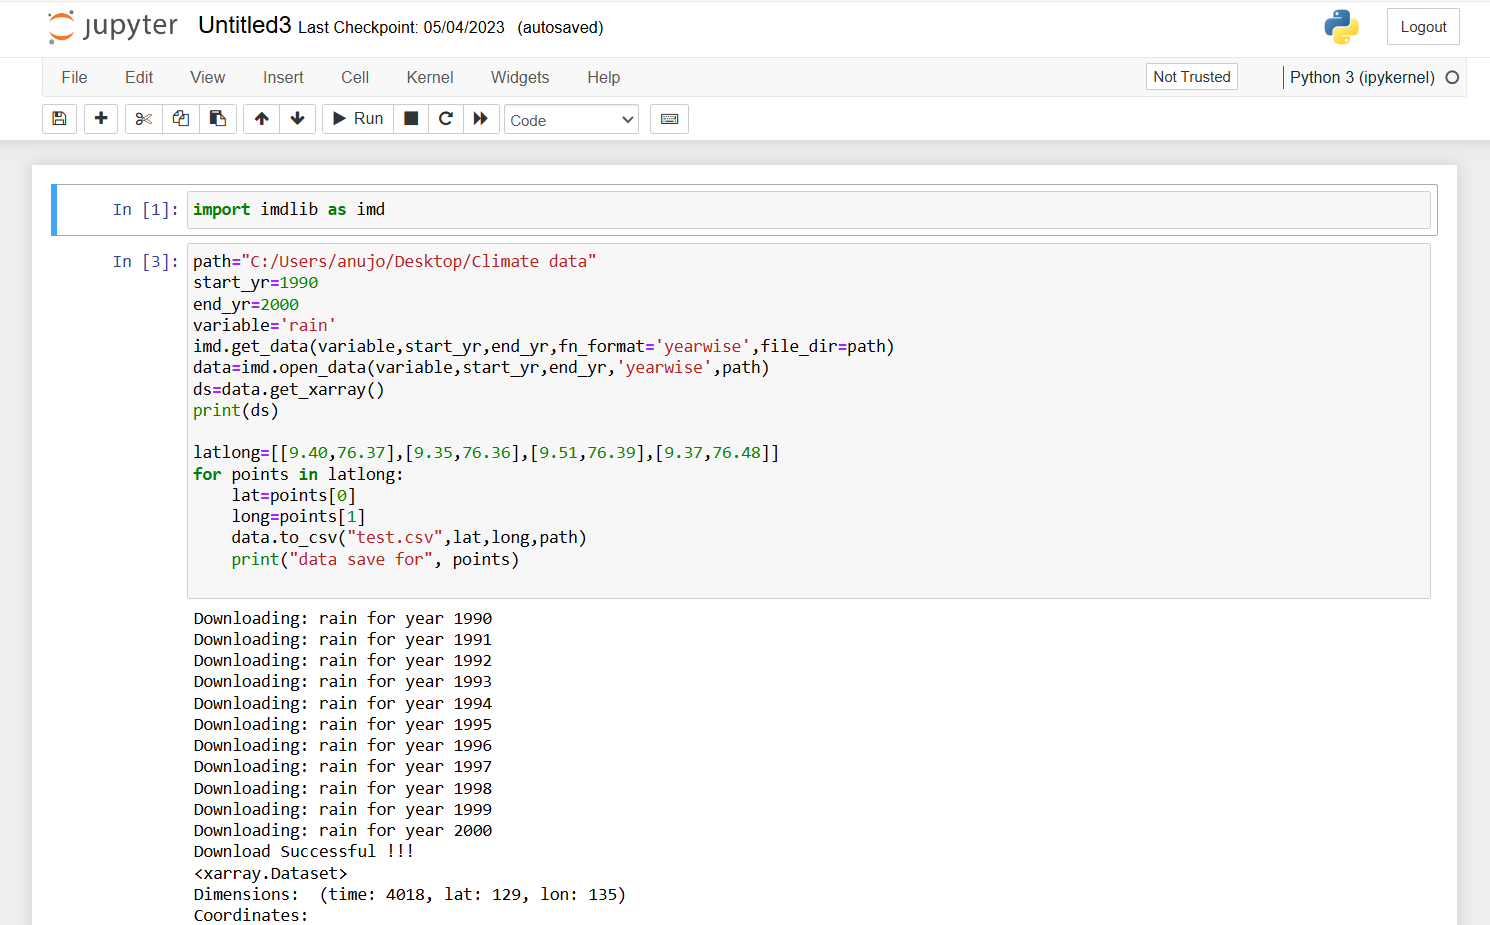 jupyter Untitled3 Last Checkpoint: 05/04/2023 (autosaved) Logout
File Edit View Insert Cell Kernel Widgets Help Not Trusted Python 3 (ipykernel)
Run Code
In [1]: import imdlib as imd
In [3]: path="C:/Users/anujo/Desktop/Climate data"
start_yr=1990
end_yr=2000
variable='rain'
imd.get_data(variable,start_yr,end_yr,fn_format='yearwise',file_dir=path)
data=imd.open_data(variable,start_yr,end_yr,'yearwise',path)
ds=data.get_xarray()
print(ds)
latlong=[[9.40,76.37],[9.35,76.36],[9.51,76.39],[9.37,76.48]]
for points in latlong:
    lat=points[0]
    long=points[1]
    data.to_csv("test.csv",lat,long,path)
    print("data save for", points)
Downloading: rain for year 1990
Downloading: rain for year 1991
Downloading: rain for year 1992
Downloading: rain for year 1993
Downloading: rain for year 1994
Downloading: rain for year 1995
Downloading: rain for year 1996
Downloading: rain for year 1997
Downloading: rain for year 1998
Downloading: rain for year 1999
Downloading: rain for year 2000
Download Successful !!!
<xarray.Dataset>
Dimensions:  (time: 4018, lat: 129, lon: 135)
Coordinates: